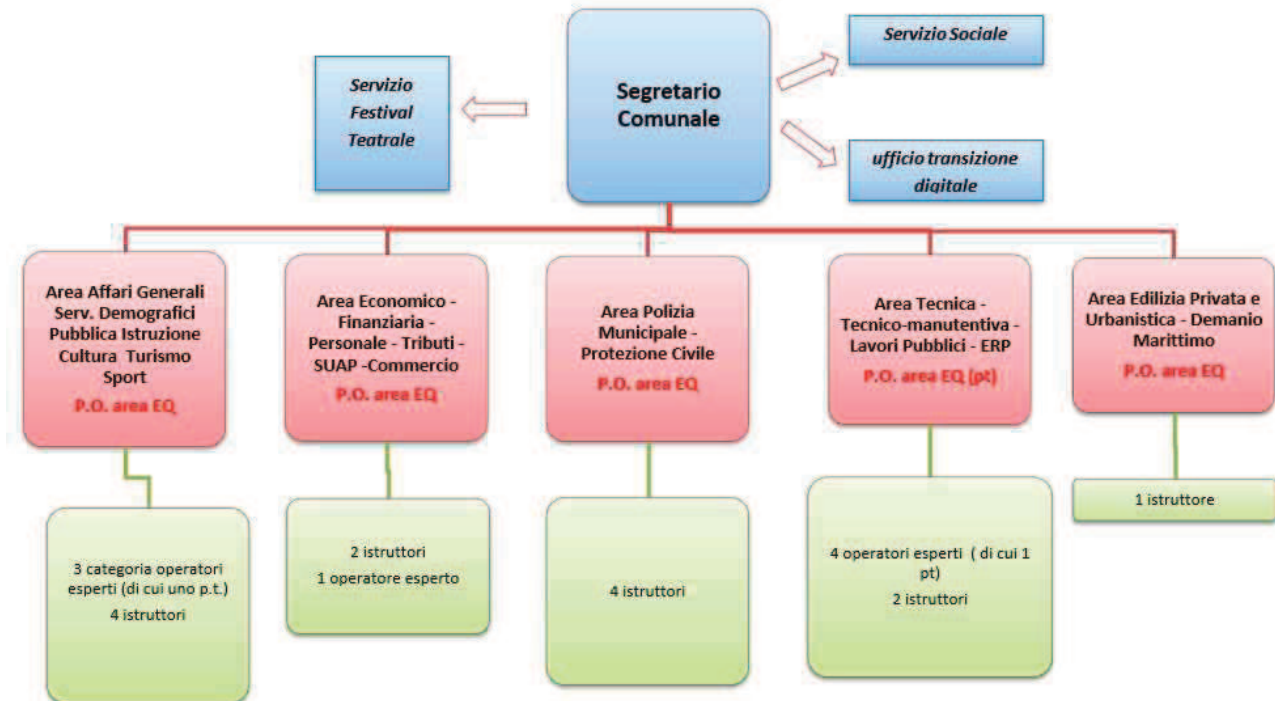 Servizio
Festival
Teatrale
Segretario
Comunale
Servizio Sociale
ufficio transizione
digitale
Area Affari Generali
Serv. Demografici
Pubblica Istruzione
Cultura Turismo
Sport
P.O. area EQ
Area Economico -
Finanziaria -
Personale - Tributi -
SUAP -Commercio
P.O. area EQ
Area Polizia
Municipale -
Protezione Civile
P.O. area EQ
Area Tecnica -
Tecnico-manutentiva -
Lavori Pubblici - ERP
P.O. area EQ (pt)
Area Edilizia Privata e
Urbanistica - Demanio
Marittimo
P.O. area EQ
3 categoria operatori
esperti (di cui uno p.t.)
4 istruttori
2 istruttori
1 operatore esperto
4 istruttori
4 operatori esperti ( di cui 1
pt)
2 istruttori
1 istruttore